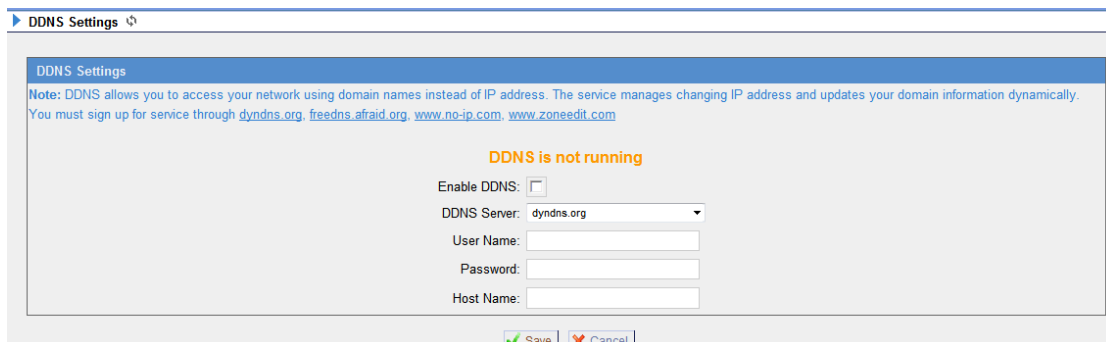 DDNS Settings
DDNS Settings
Note: DDNS allows you to access your network using domain names instead of IP address. The service manages changing IP address and updates your domain information dynamically.
You must sign up for service through dyndns.org, freedns.afraid.org, www.no-ip.com, www.zoneedit.com
DDNS is not running
Enable DDNS:
DDNS Server: dyndns.org
User Name:
Password:
Host Name:
Save Cancel